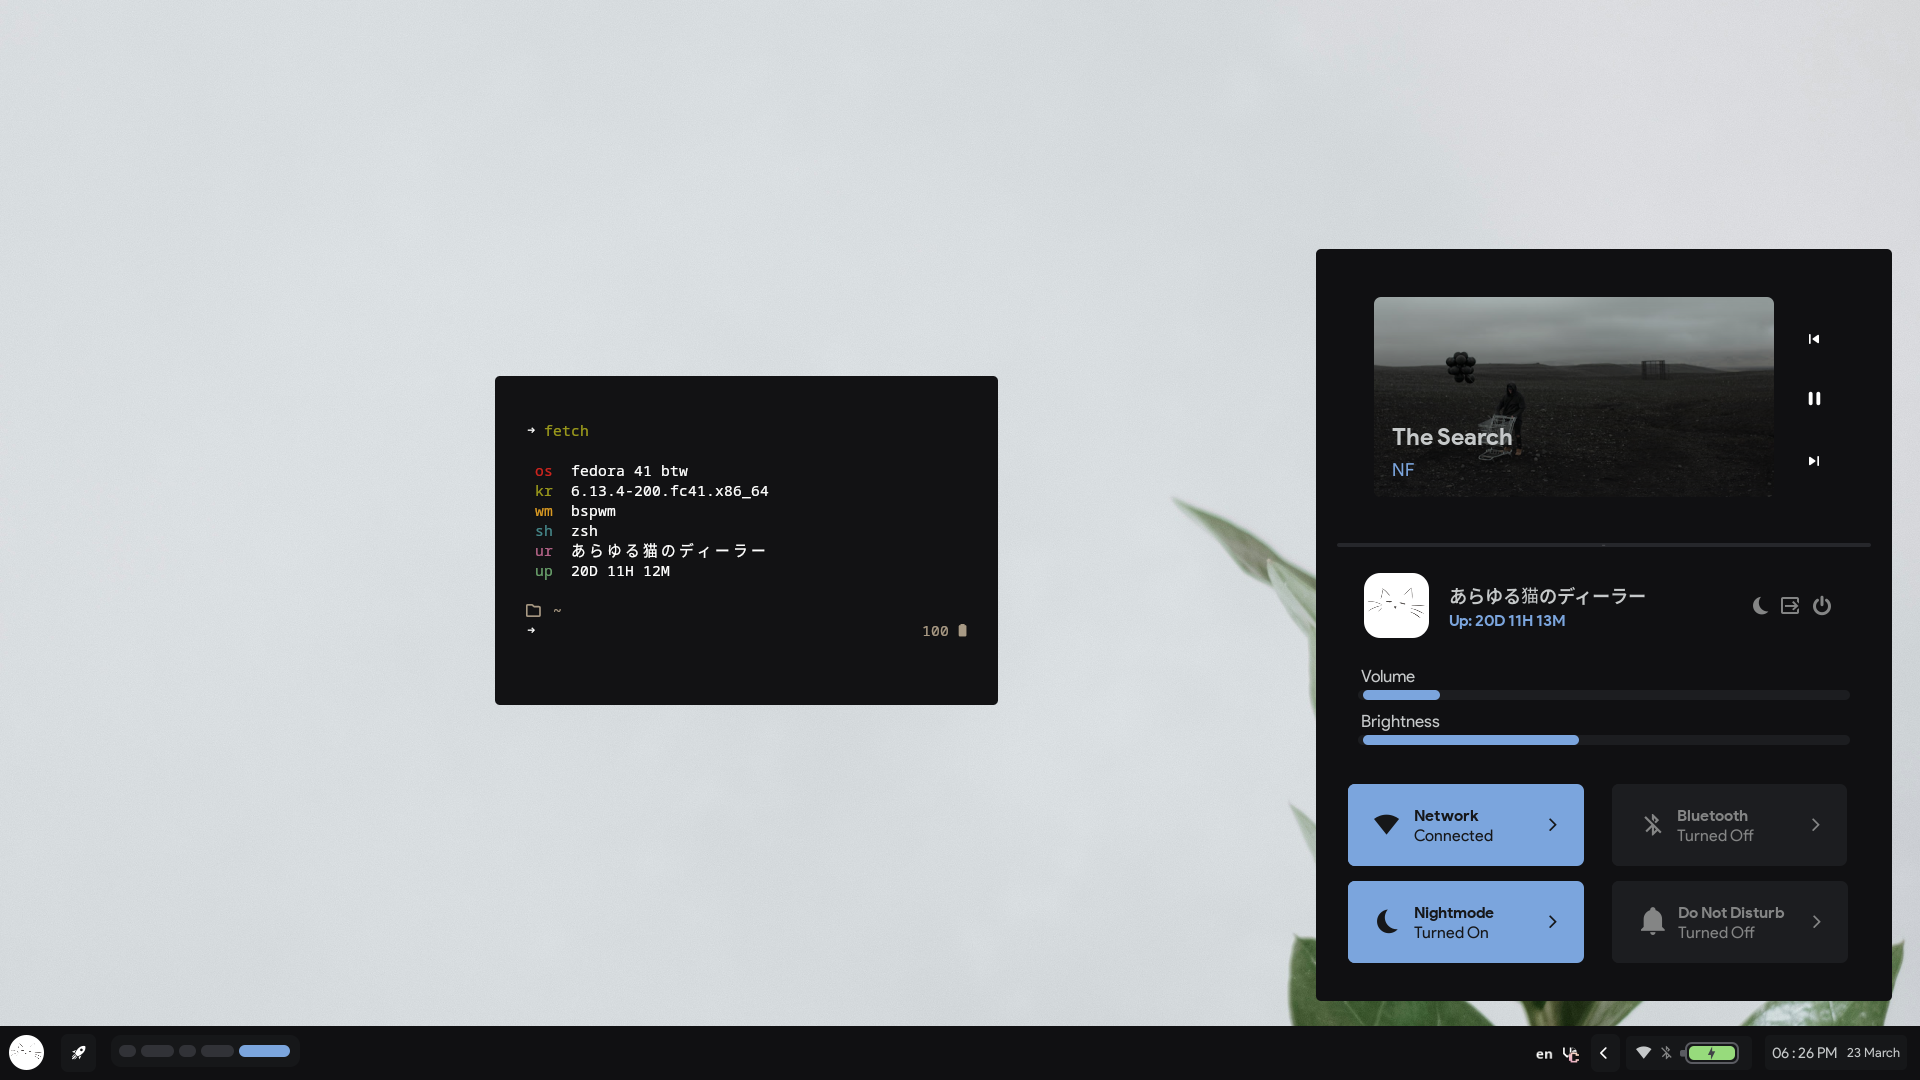 ➜ fetch
os fedora 41 btw
kr 6.13.4-200.fc41.x86_64
wm bspwm
sh zsh
ur あらゆる猫のディーラー
up 20D 11H 12M
~
➜ 100
The Search
NF
あらゆる猫のディーラー
Up: 20D 11H 13M
Volume
Brightness
Network
Connected
Bluetooth
Turned Off
Nightmode
Turned On
Do Not Disturb
Turned Off
en
06 : 26 PM 23 March